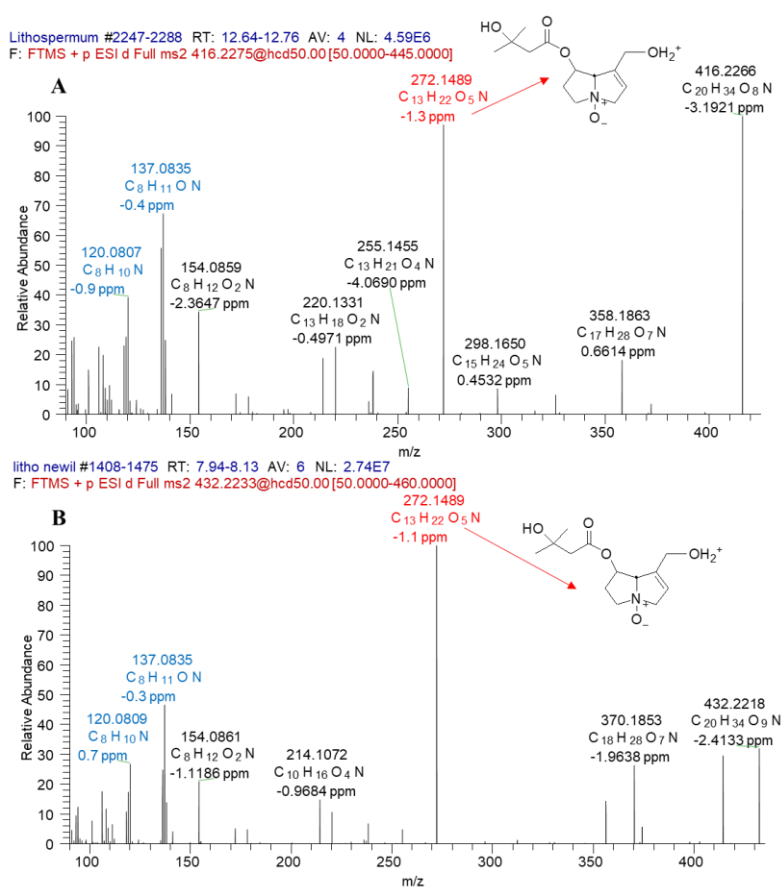 Lithospermum #2247-2288 RT: 12.64-12.76 AV: 4 NL: 4.59E6
F: FTMS + p ESI d Full ms2 416.2275@hcd50.00 [50.0000-445.0000]
A
HO
O
O
OH2+
N+
O−
272.1489
C13 H22 O5 N
-1.3 ppm
416.2266
C20 H34 O8 N
-3.1921 ppm
137.0835
C8 H11 O N
-0.4 ppm
120.0807
C8 H10 N
-0.9 ppm
154.0859
C8 H12 O2 N
-2.3647 ppm
255.1455
C13 H21 O4 N
-4.0690 ppm
220.1331
C13 H18 O2 N
-0.4971 ppm
298.1650
C15 H24 O5 N
0.4532 ppm
358.1863
C17 H28 O7 N
0.6614 ppm
Relative Abundance
100
90
80
70
60
50
40
30
20
10
0
100 150 200 250 300 350 400
m/z
litho newil #1408-1475 RT: 7.94-8.13 AV: 6 NL: 2.74E7
F: FTMS + p ESI d Full ms2 432.2233@hcd50.00 [50.0000-460.0000]
B
272.1489
C13 H22 O5 N
-1.1 ppm
HO
O
O
OH2+
N+
O−
137.0835
C8 H11 O N
-0.3 ppm
120.0809
C8 H10 N
0.7 ppm
154.0861
C8 H12 O2 N
-1.1186 ppm
214.1072
C10 H16 O4 N
-0.9684 ppm
370.1853
C18 H28 O7 N
-1.9638 ppm
432.2218
C20 H34 O9 N
-2.4133 ppm
Relative Abundance
100
90
80
70
60
50
40
30
20
10
0
100 150 200 250 300 350 400
m/z